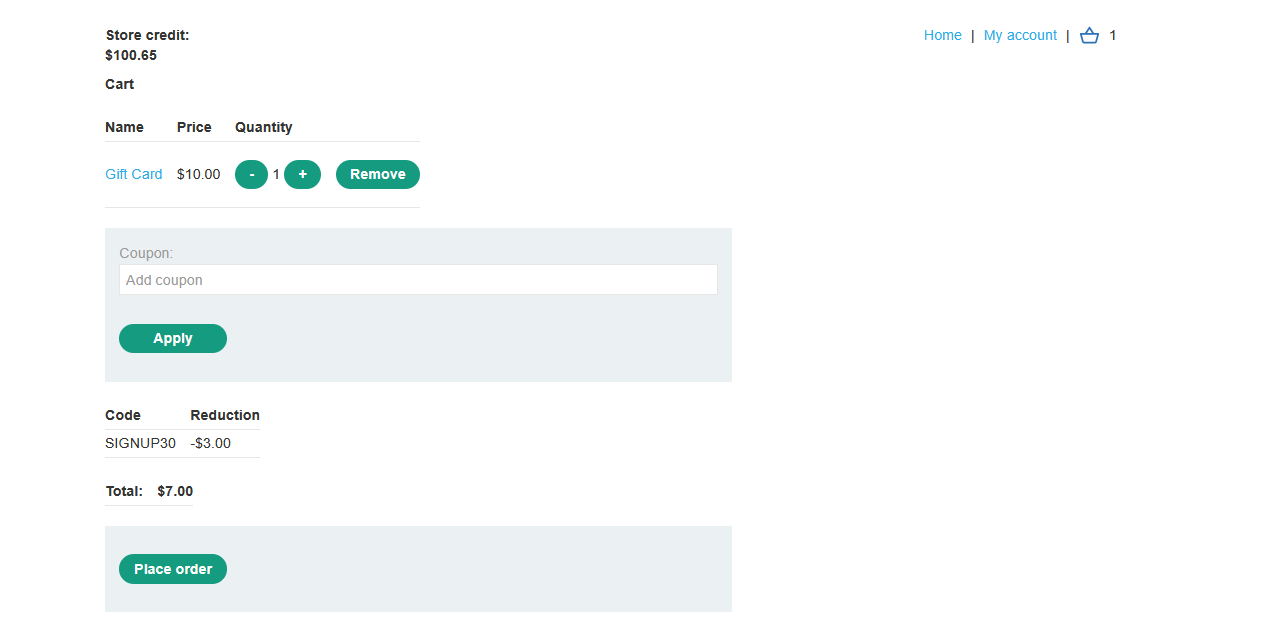 Store credit:
$100.65
Home | My account | 1
Cart
Name Price Quantity
Gift Card $10.00 - 1 + Remove
Coupon:
Add coupon
Apply
Code Reduction
SIGNUP30 -$3.00
Total: $7.00
Place order